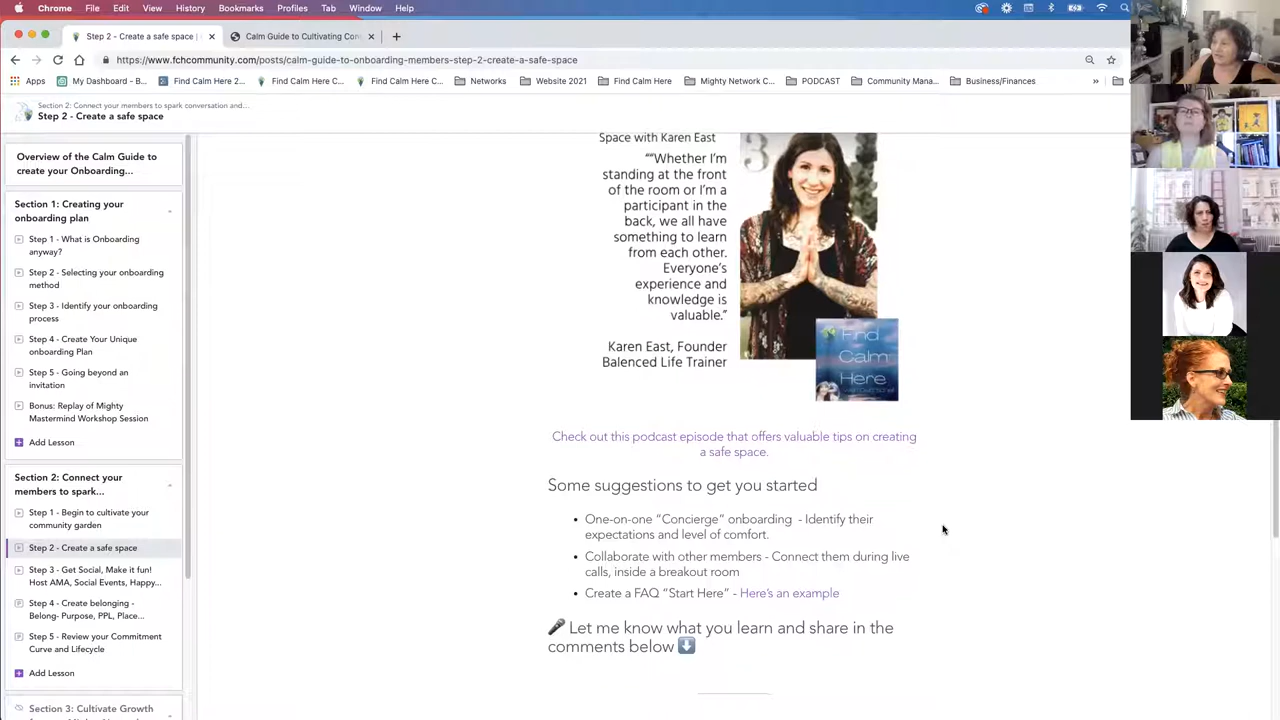 Chrome File Edit View History Bookmarks Profiles Tab Window Help
Step 2 - Create a safe space |
Calm Guide to Cultivating Con
https://www.fchcommunity.com/posts/calm-guide-to-onboarding-members-step-2-create-a-safe-space
Apps My Dashboard - B... Find Calm Here 2... Find Calm Here (... Find Calm Here (... Networks Website 2021 Find Calm Here Mighty Network C... PODCAST Community Mana... Business/Finances »
Section 2: Connect your members to spark conversation and...
Step 2 - Create a safe space
Overview of the Calm Guide to
create your Onboarding...
Section 1: Creating your
onboarding plan
Step 1 - What is Onboarding
anyway?
Step 2 - Selecting your onboarding
method
Step 3 - Identify your onboarding
process
Step 4 - Create Your Unique
onboarding Plan
Step 5 - Going beyond an
invitation
Bonus: Replay of Mighty
Mastermind Workshop Session
Add Lesson
Section 2: Connect your
members to spark...
Step 1 - Begin to cultivate your
community garden
Step 2 - Create a safe space
Step 3 - Get Social, Make it fun!
Host AMA, Social Events, Happy...
Step 4 - Create belonging -
Belong- Purpose, PPL, Place...
Step 5 - Review your Commitment
Curve and Lifecycle
Add Lesson
Section 3: Cultivate Growth
Space with Karen East
““Whether I’m
standing at the front
of the room or I’m a
participant in the
back, we all have
something to learn
from each other.
Everyone’s
experience and
knowledge is
valuable.”
Karen East, Founder
Balenced Life Trainer
3
Find
Calm
Here
Check out this podcast episode that offers valuable tips on creating
a safe space.
Some suggestions to get you started
• One-on-one “Concierge” onboarding - Identify their
expectations and level of comfort.
• Collaborate with other members - Connect them during live
calls, inside a breakout room
• Create a FAQ “Start Here” - Here’s an example
🎤 Let me know what you learn and share in the
comments below ⬇️